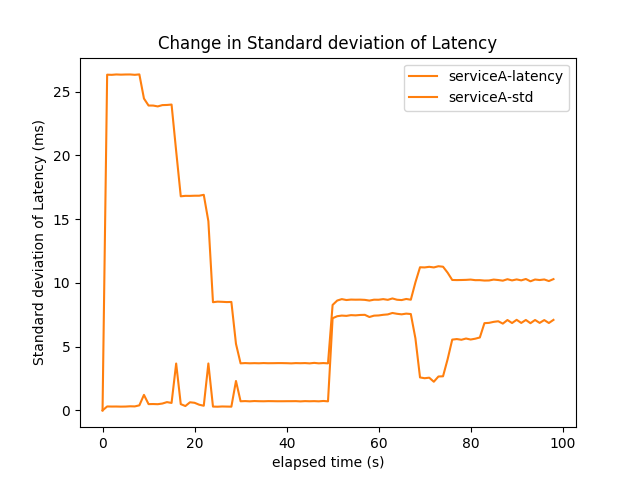 Change in Standard deviation of Latency
serviceA-latency
serviceA-std
Standard deviation of Latency (ms)
25
20
15
10
5
0
0 20 40 60 80 100
elapsed time (s)